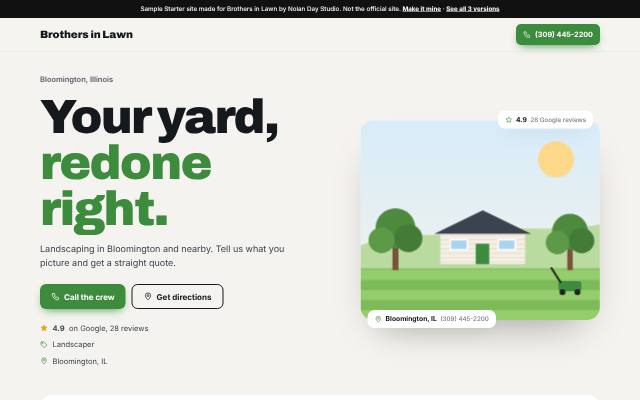 Sample Starter site made for Brothers in Lawn by Nolan Day Studio. Not the official site. Make it mine · See all 3 versions
Brothers in Lawn
(309) 445-2200
Bloomington, Illinois
Your yard,
redone
right.
Landscaping in Bloomington and nearby. Tell us what you
picture and get a straight quote.
Call the crew
Get directions
4.9 on Google, 28 reviews
Landscaper
Bloomington, IL
4.9 28 Google reviews
Bloomington, IL (309) 445-2200